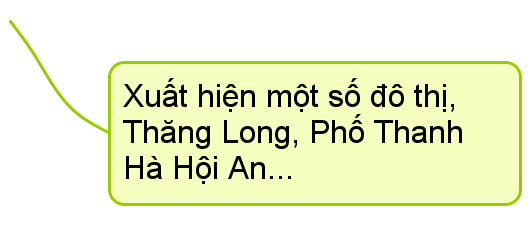 Xuất hiện một số đô thị,
Thăng Long, Phố Thanh
Hà Hội An...